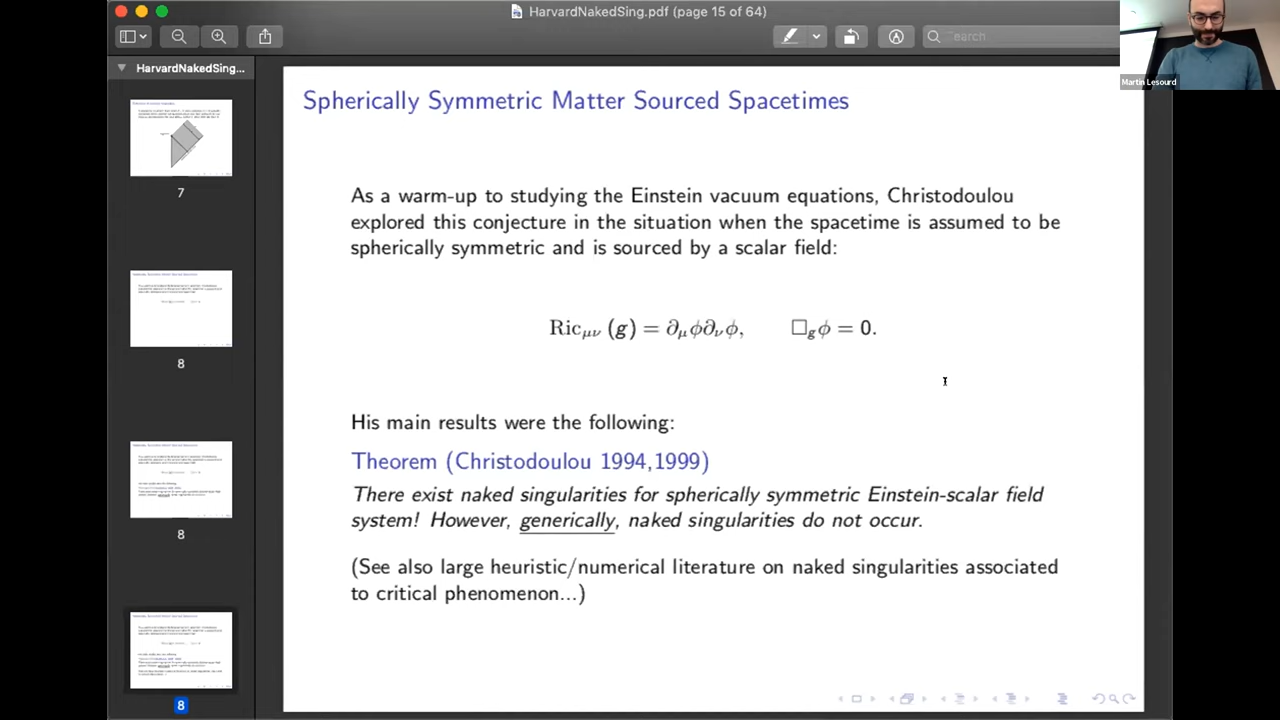 HarvardNakedSing.pdf (page 15 of 64)
Search
Martin Lesourd
HarvardNakedSing...
7
8
8
8
Spherically Symmetric Matter Sourced Spacetimes
As a warm-up to studying the Einstein vacuum equations, Christodoulou
explored this conjecture in the situation when the spacetime is assumed to be
spherically symmetric and is sourced by a scalar field:
Ric_{μν} (g) = ∂_μϕ∂_νϕ, □_gϕ = 0.
His main results were the following:
Theorem (Christodoulou 1994,1999)
There exist naked singularities for spherically symmetric Einstein-scalar field
system! However, generically, naked singularities do not occur.
(See also large heuristic/numerical literature on naked singularities associated
to critical phenomenon...)